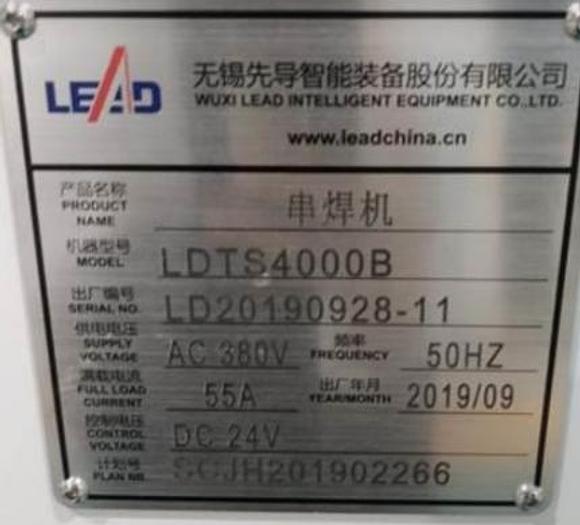 LEAD
无锡先导智能装备股份有限公司
WUXI LEAD INTELLIGENT EQUIPMENT CO.,LTD.
www.leadchina.cn
产品名称
PRODUCT NAME
串焊机
机器型号
MODEL
LDTS4000B
出厂编号
SERIAL NO.
LD20190928-11
供电电压
SUPPLY VOLTAGE
AC 380V
频率
FREQUENCY
50HZ
满载电流
FULL LOAD CURRENT
55A
出厂年月
YEAR/MONTH
2019/09
控制电压
CONTROL VOLTAGE
DC 24V
计划号
PLAN NB
SCJH201902266